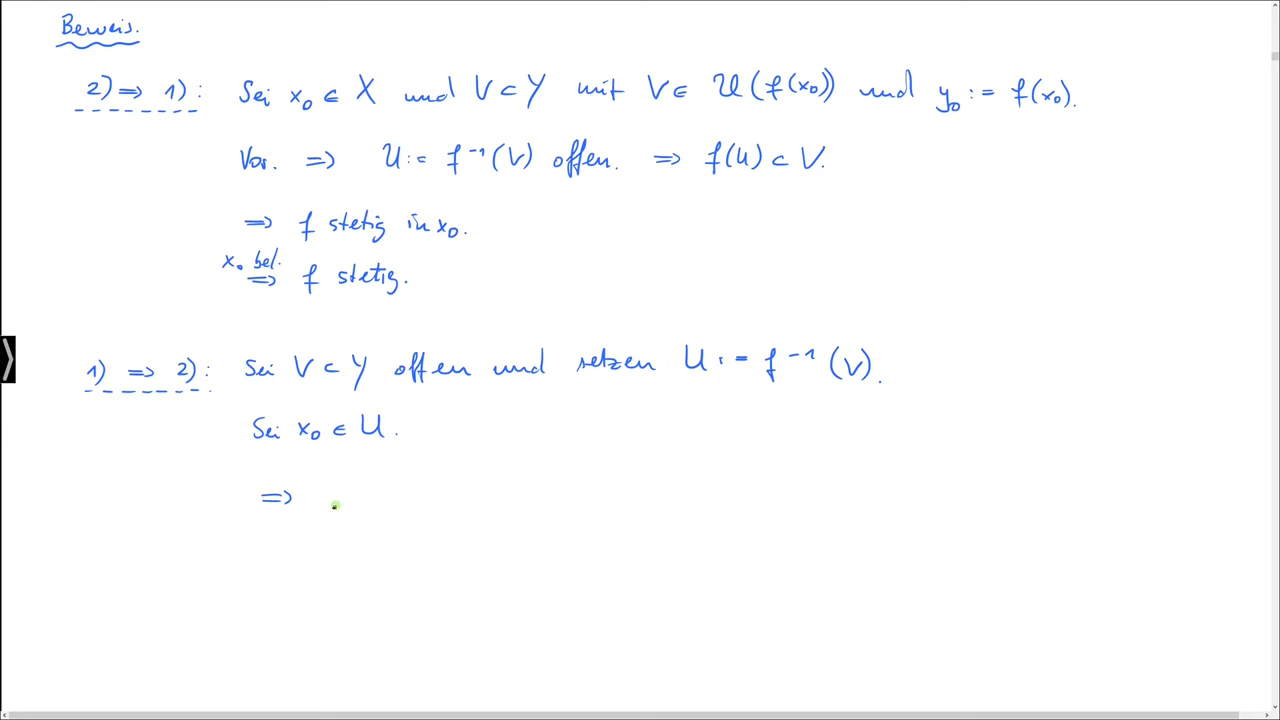 Beweis.
2) ⇒ 1): Sei x₀ ∈ X und V ⊂ Y mit V ∈ 𝒰(f(x₀)) und y₀ := f(x₀).
Vor. ⇒ U := f⁻¹(V) offen. ⇒ f(U) ⊂ V.
⇒ f stetig in x₀.
x₀ bel.
⇒ f stetig.
1) ⇒ 2): Sei V ⊂ Y offen und setzen U := f⁻¹(V).
Sei x₀ ∈ U.
⇒